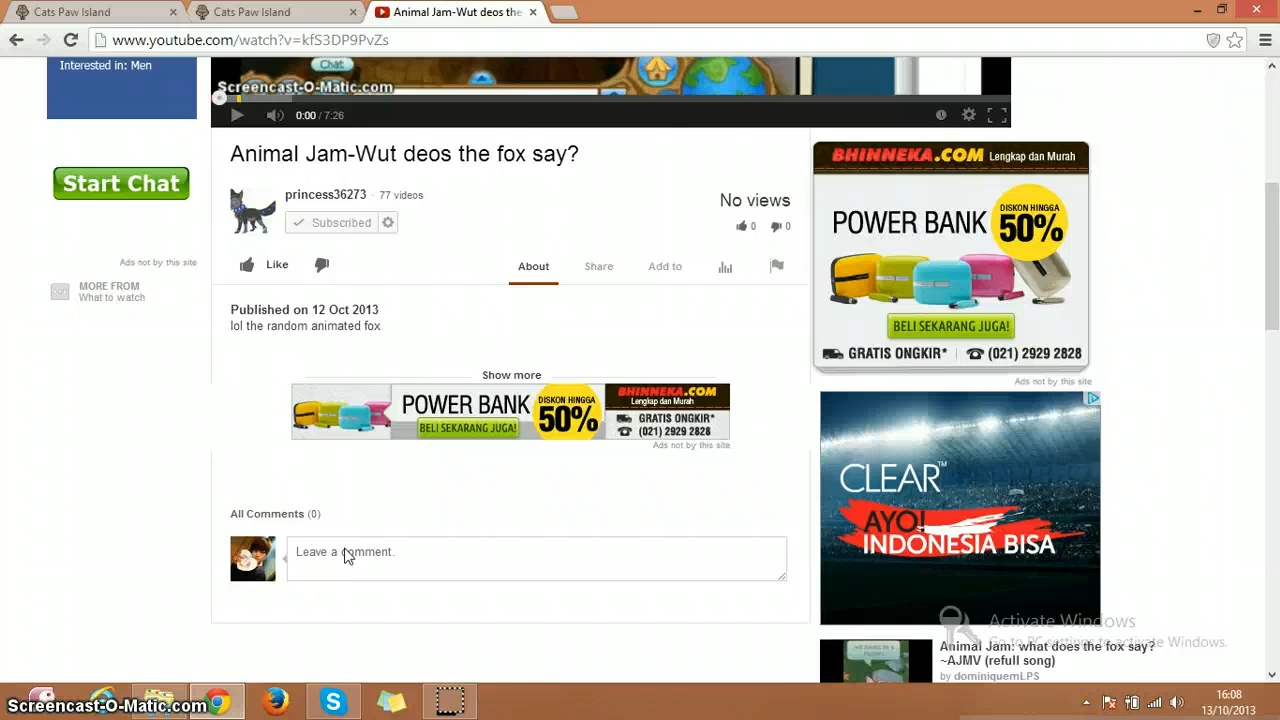 Cats Paw Island
Cats Paw Island
Animal Jam-Wut deos the
www.youtube.com/watch?v=kfS3DP9PvZs
Interested in: Men
Start Chat
Ads not by this site
MORE FROM
What to watch
Chat
Screencast-O-Matic.com
0:00 / 7:26
Animal Jam-Wut deos the fox say?
princess36273 · 77 videos
Subscribed
No views
0 0
Like
About Share Add to
Published on 12 Oct 2013
lol the random animated fox
Show more
POWER BANK
BELI SEKARANG JUGA!
DISKON HINGGA
50%
BHINNEKA.COM
Lengkap dan Murah
GRATIS ONGKIR*
(021) 2929 2828
Ads not by this site
All Comments (0)
Leave a comment.
BHINNEKA.COM Lengkap dan Murah
POWER BANK
DISKON HINGGA
50%
BELI SEKARANG JUGA!
GRATIS ONGKIR* (021) 2929 2828
Ads not by this site
CLEAR™
AYO!
INDONESIA BISA
Activate Windows
Go to PC settings to activate Windows.
Animal Jam: what does the fox say?
~AJMV (refull song)
by dominiquemLPS
Screencast-O-Matic.com
16:08
13/10/2013